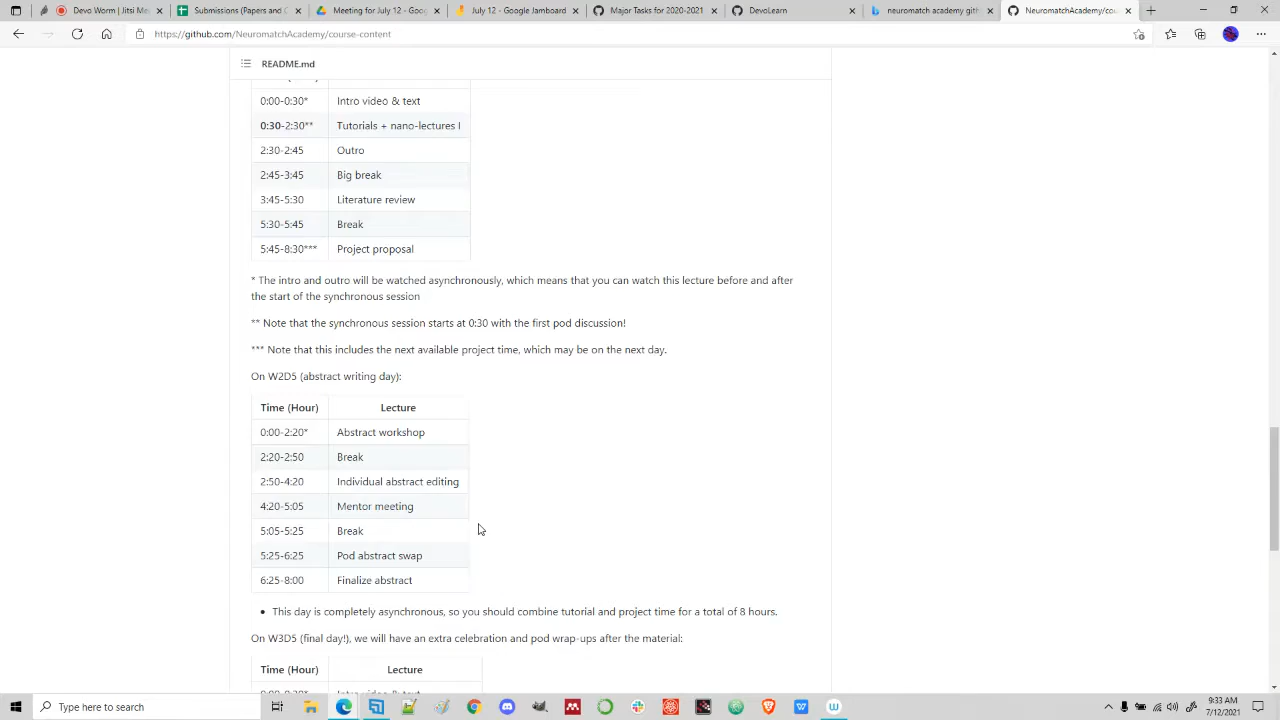 Devo Worm | Jitsi M
Submissions (Papers and C
Meeting for July 12 - Goog
July 12 - Google Jamboard
Major Tasks for 2020-2021
DevoLearn
neuromatch academy gith
NeuromatchAcademy/cou
https://github.com/NeuromatchAcademy/course-content
README.md
0:00-0:30* Intro video & text
0:30-2:30** Tutorials + nano-lectures I
2:30-2:45 Outro
2:45-3:45 Big break
3:45-5:30 Literature review
5:30-5:45 Break
5:45-8:30*** Project proposal
* The intro and outro will be watched asynchronously, which means that you can watch this lecture before and after
the start of the synchronous session
** Note that the synchronous session starts at 0:30 with the first pod discussion!
*** Note that this includes the next available project time, which may be on the next day.
On W2D5 (abstract writing day):
Time (Hour) Lecture
0:00-2:20* Abstract workshop
2:20-2:50 Break
2:50-4:20 Individual abstract editing
4:20-5:05 Mentor meeting
5:05-5:25 Break
5:25-6:25 Pod abstract swap
6:25-8:00 Finalize abstract
• This day is completely asynchronous, so you should combine tutorial and project time for a total of 8 hours.
On W3D5 (final day!), we will have an extra celebration and pod wrap-ups after the material:
Time (Hour) Lecture
Type here to search
9:33 AM
7/12/2021